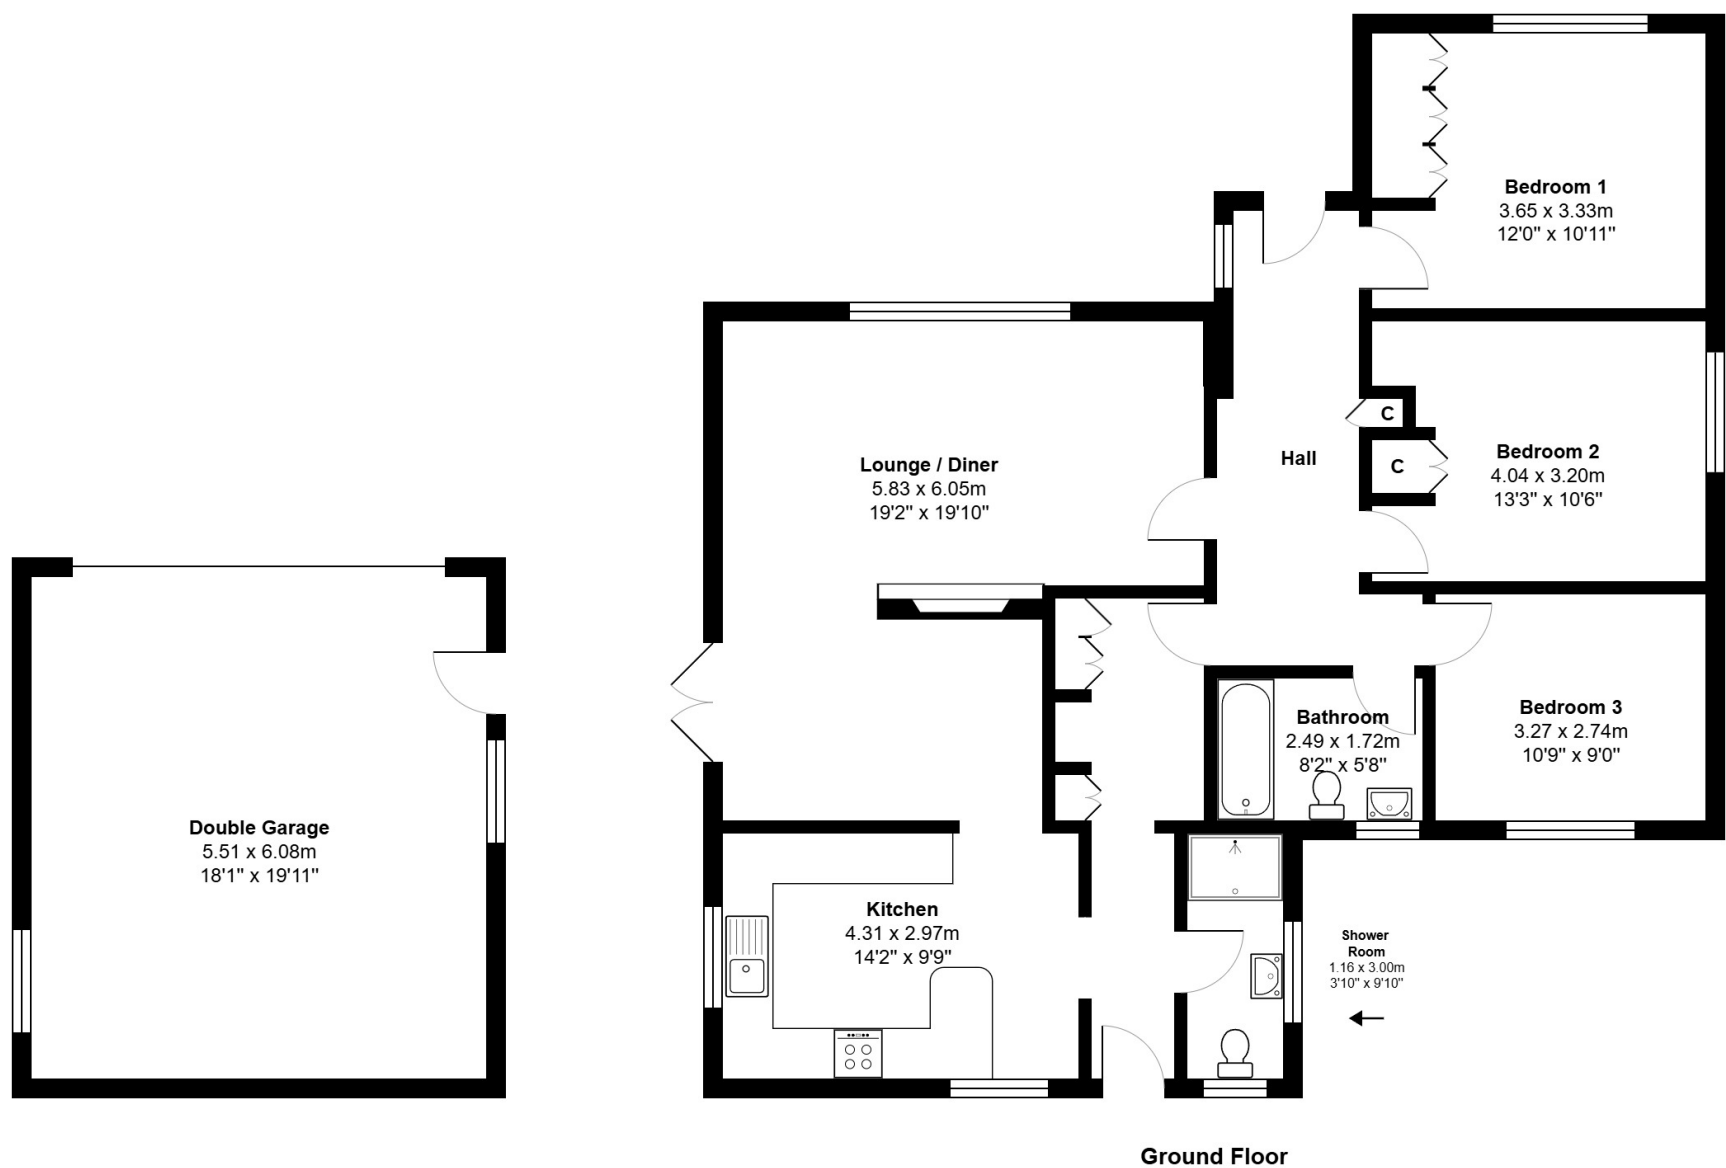 Bedroom 1
3.65 x 3.33m
12'0" x 10'11"
C
C
Hall
Bedroom 2
4.04 x 3.20m
13'3" x 10'6"
Lounge / Diner
5.83 x 6.05m
19'2" x 19'10"
Bathroom
2.49 x 1.72m
8'2" x 5'8"
Bedroom 3
3.27 x 2.74m
10'9" x 9'0"
Double Garage
5.51 x 6.08m
18'1" x 19'11"
Kitchen
4.31 x 2.97m
14'2" x 9'9"
Shower
Room
1.16 x 3.00m
3'10" x 9'10"
Ground Floor